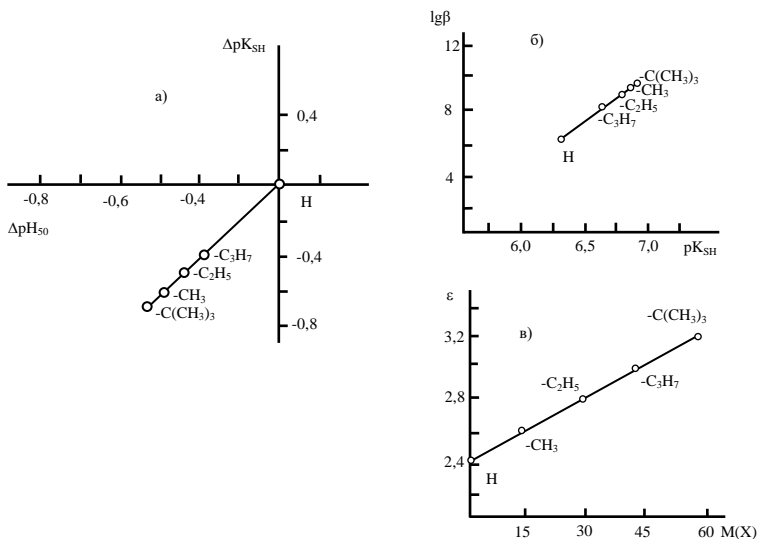 ΔpK_SH
а)
0,4
-0,8
-0,6
-0,4
H
ΔpH₅₀
-C₃H₇
-0,4
-C₂H₅
-CH₃
-C(CH₃)₃
-0,8
lgβ
б)
12
8
4
-C(CH₃)₃
-CH₃
-C₂H₅
-C₃H₇
H
6,0
6,5
7,0
pK_SH
ε
в)
3,2
2,8
2,4
-C(CH₃)₃
-C₂H₅
-C₃H₇
-CH₃
H
15
30
45
60 M(X)